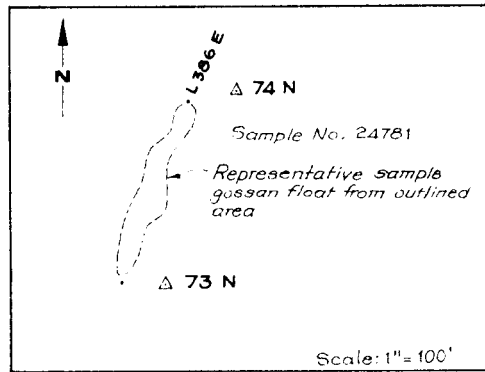 N
L 386 E
△ 74 N
Sample No. 24781
Representative sample
gossan float from outlined
area
△ 73 N
Scale: 1"= 100'